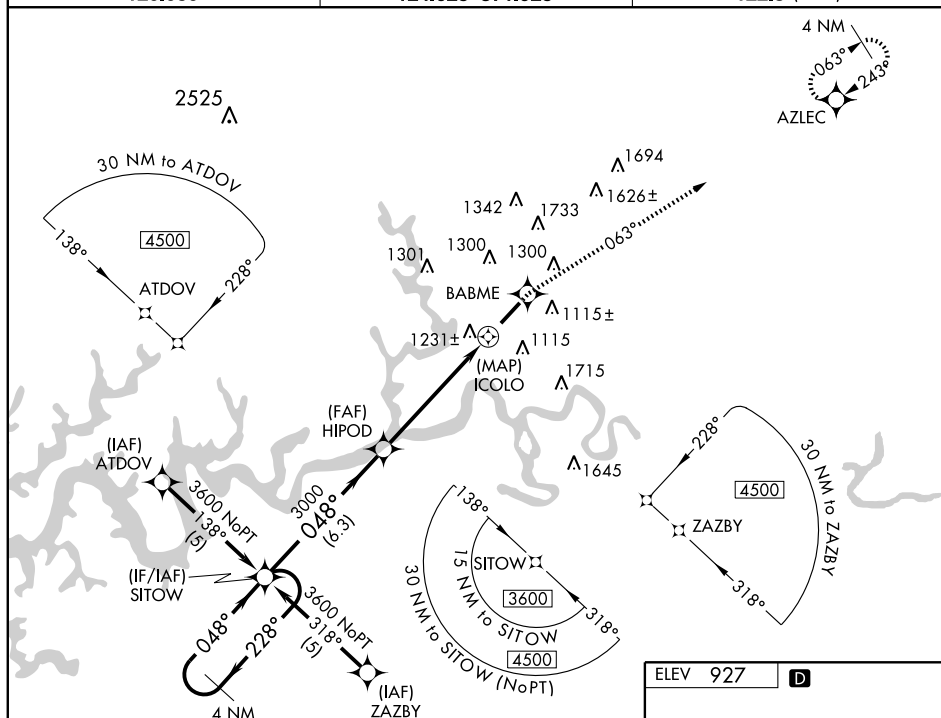 4 NM
063°
243°
AZLEC
2525
30 NM to ATDOV
4500
138°
228°
ATDOV
1694
1626±
1342
1733
063°
1301
1300
1300
BABME
1115±
1231±
1115
(MAP)
ICOLO
1715
(FAF)
HIPOD
1645
(IAF)
ATDOV
3600 NoPT
138°
(5)
3000
048°
(6.3)
(IF/IAF)
SITOW
3600 NoPT
318°
(5)
048°
228°
4 NM
(IAF)
ZAZBY
138°
SITOW
318°
3600
15 NM to SITOW
4500
30 NM to SITOW (NoPT)
228°
4500
ZAZBY
318°
30 NM to ZAZBY
ELEV 927
D